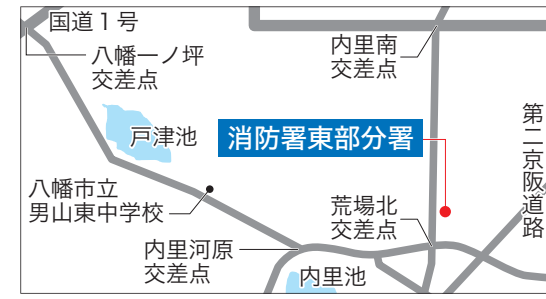 国道1号
八幡一ノ坪
交差点
内里南
交差点
戸津池
消防署東部分署
第二京阪道路
八幡市立
男山東中学校
荒場北
交差点
内里河原
交差点
内里池